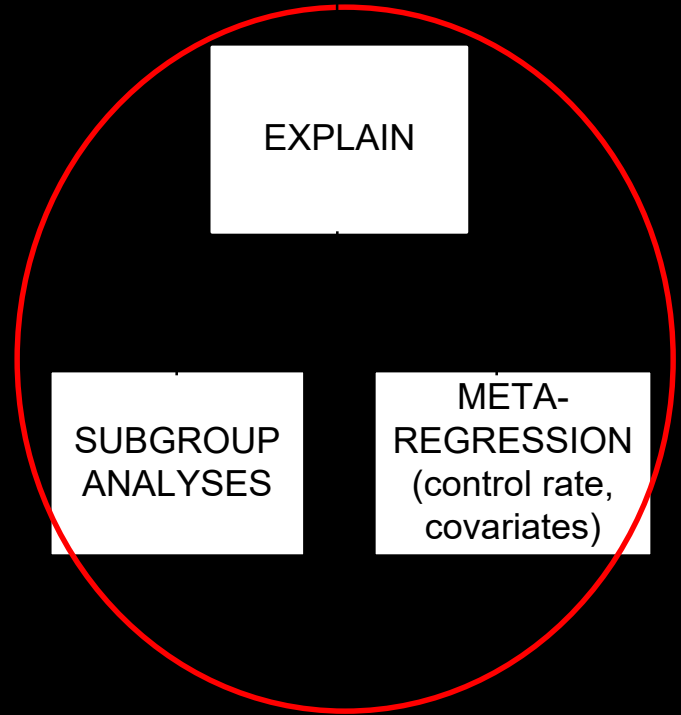 EXPLAIN
SUBGROUP
ANALYSES
META-
REGRESSION
(control rate,
covariates)